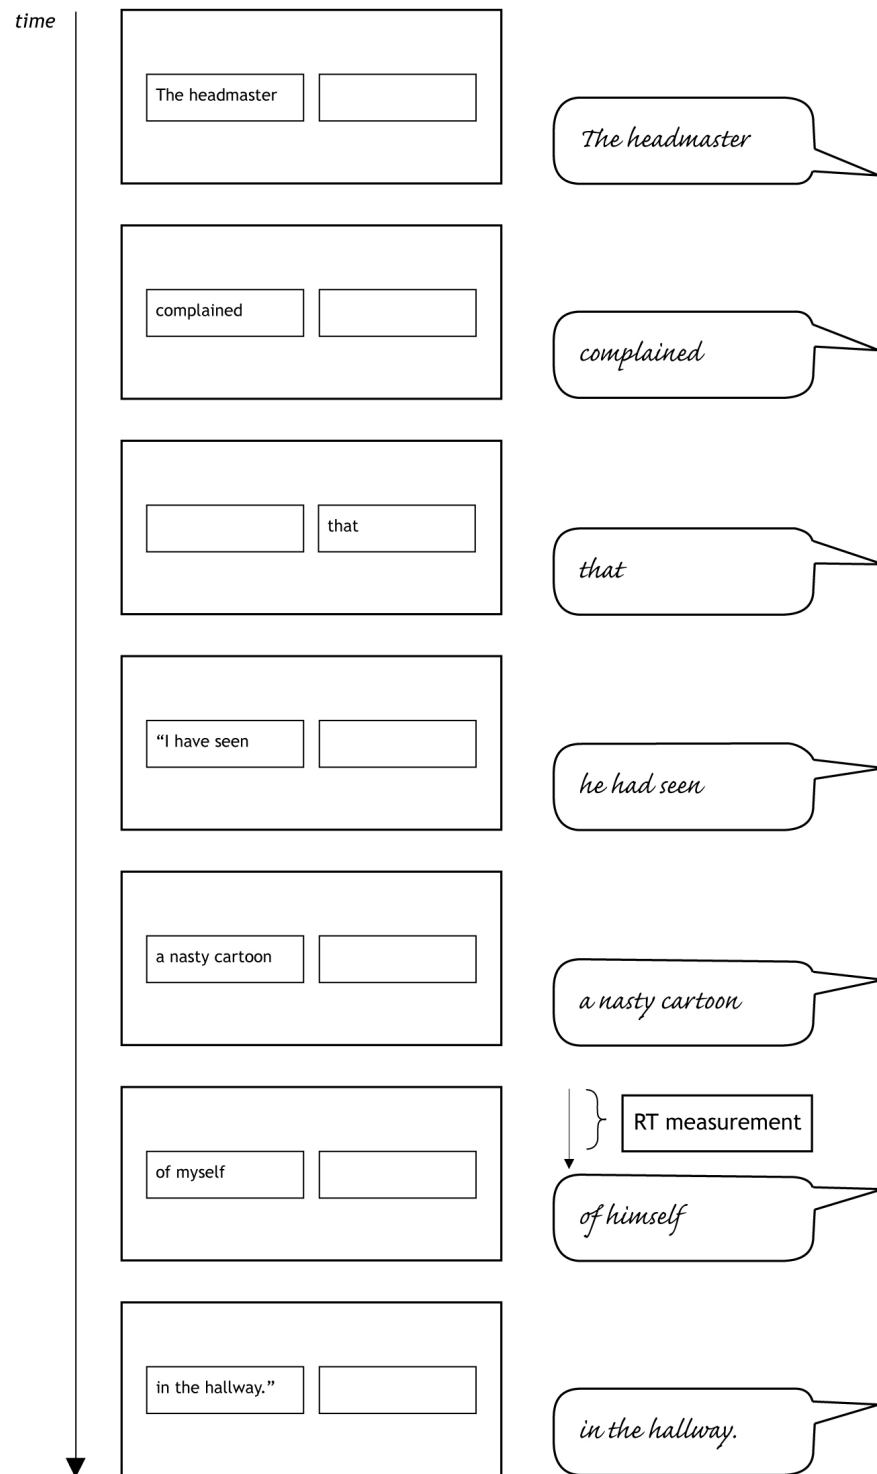 time
The headmaster
The headmaster
complained
complained
that
that
“I have seen
he had seen
a nasty cartoon
a nasty cartoon
RT measurement
of myself
of himself
in the hallway.”
in the hallway.